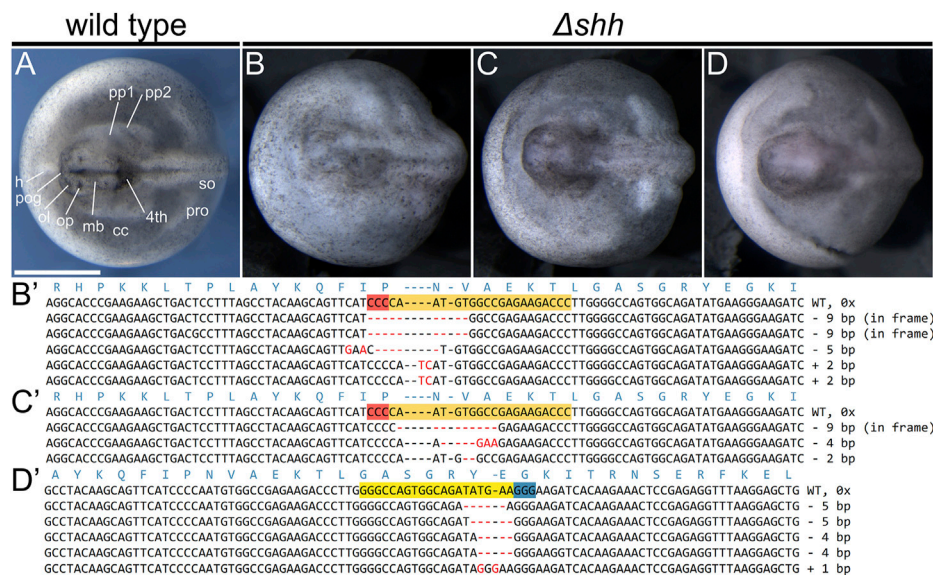 wild type
Δshh
A
B
C
D
pp1
pp2
h
pog
ol
op
mb
cc
4th
pro
so
B'
R H P K K L T P L A Y K Q F I P ---- N - V A E K T L G A S G R Y E G K I
AGGCACCCGAAGAAGCTGACTCCTTTAGCCTACAAGCAGTTCATCCCCA----AT-GTGGCCGAGAAGACCCTTGGGGCCAGTGGCAGATATGAAGGGAAGATC WT, 0x
AGGCACCCGAAGAAGCTGACTCCTTTAGCCTACAAGCAGTTCAT--------------GGCCGAGAAGACCCTTGGGGCCAGTGGCAGATATGAAGGGAAGATC - 9 bp (in frame)
AGGCACCCGAAGAAGCTGACGCCTTTAGCCTACAAGCAGTTCAT--------------GGCCGAGAAGACCCTTGGGGCCAGTGGCAGATATGAAGGGAAGATC - 9 bp (in frame)
AGGCACCCGAAGAAGCTGACTCCTTTAGCCTACAAGCAGTTGAAC---------T-GTGGCCGAGAAGACCCTTGGGGCCAGTGGCAGATATGAAGGGAAGATC - 5 bp
AGGCACCCGAAGAAGCTGACTCCTTTAGCCTACAAGCAGTTCATCCCCA--TCAT-GTGGCCGAGAAGACCCTTGGGGCCAGTGGCAGATATGAAGGGAAGATC + 2 bp
AGGCACCCGAAGAAGCTGACTCCTTTAGCCTACAAGCAGTTCATCCCCA--TCAT-GTGGCCGAGAAGACCCTTGGGGCCAGTGGCAGATATGAAGGGAAGATC + 2 bp
C'
R H P K K L T P L A Y K Q F I P ---- N - V A E K T L G A S G R Y E G K I
AGGCACCCGAAGAAGCTGACTCCTTTAGCCTACAAGCAGTTCATCCCCA----AT-GTGGCCGAGAAGACCCTTGGGGCCAGTGGCAGATATGAAGGGAAGATC WT, 0x
AGGCACCCGAAGAAGCTGACTCCTTTAGCCTACAAGCAGTTCATCCCC--------------GAGAAGACCCTTGGGGCCAGTGGCAGATATGAAGGGAAGATC - 9 bp (in frame)
AGGCACCCGAAGAAGCTGACTCCTTTAGCCTACAAGCAGTTCATCCCCA----A-----GAAGAGAAGACCCTTGGGGCCAGTGGCAGATATGAAGGGAAGATC - 4 bp
AGGCACCCGAAGAAGCTGACTCCTTTAGCCTACAAGCAGTTCATCCCCA----AT---GGCCGAGAAGACCCTTGGGGCCAGTGGCAGATATGAAGGGAAGATC - 2 bp
D'
A Y K Q F I P N V A E K T L G A S G R Y - E G K I T R N S E R F K E L
GCCTACAAGCAGTTCATCCCCAATGTGGCCGAGAAGACCCTTGGGGCCAGTGGCAGATATG-AAGGGAAGATCACAAGAAACTCCGAGAGGTTTAAGGAGCTG WT, 0x
GCCTACAAGCAGTTCATCCCCAATGTGGCCGAGAAGACCCTTGGGGCCAGTGGCAGA------AGGGAAGATCACAAGAAACTCCGAGAGGTTTAAGGAGCTG - 5 bp
GCCTACAAGCAGTTCATCCCCAATGTGGCCGAGAAGACCCTTGGGGCCAGTGGCAGAT------GGGAAGATCACAAGAAACTCCGAGAGGTTTAAGGAGCTG - 5 bp
GCCTACAAGCAGTTCATCCCCAATGTGGCCGAGAAGACCCTTGGGGCCAGTGGCAGATA-----GGGAAGATCACAAGAAACTCCGAGAGGTTTAAGGAGCTG - 4 bp
GCCTACAAGCAGTTCATCCCCAATGTGGCCGAGAAGACCCTTGGGGCCAGTGGCAGATA-----GGGAAGGTCACAAGAAACTCCGAGAGGTTTAAGGAGCTG - 4 bp
GCCTACAAGCAGTTCATCCCCAATGTGGCCGAGAAGACCCTTGGGGCCAGTGGCAGATAGGGAAGGGAAGATCACAAGAAACTCCGAGAGGTTTAAGGAGCTG + 1 bp